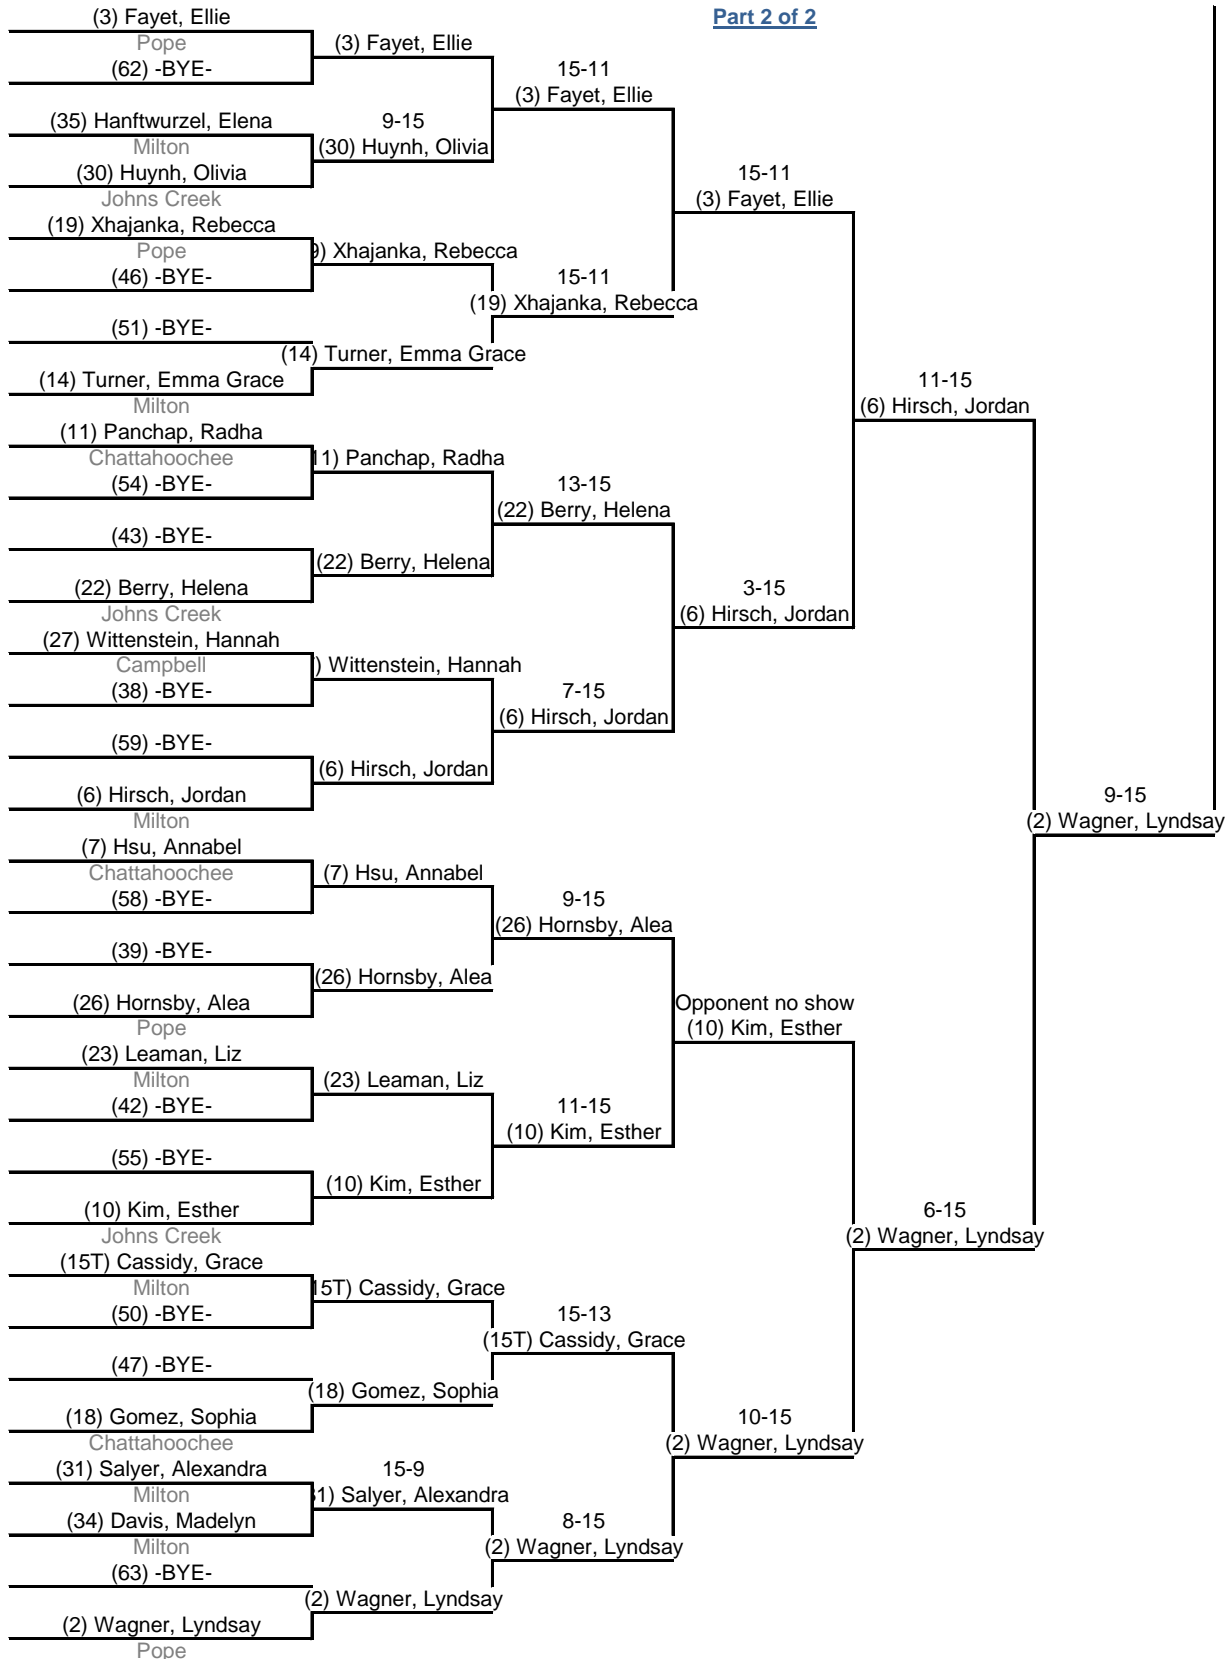 Part 2 of 2
(3) Fayet, Ellie
Pope
(62) -BYE-
(35) Hanftwurzel, Elena
Milton
(30) Huynh, Olivia
Johns Creek
(19) Xhajanka, Rebecca
Pope
(46) -BYE-
(51) -BYE-
(14) Turner, Emma Grace
Milton
(11) Panchap, Radha
Chattahoochee
(54) -BYE-
(43) -BYE-
(22) Berry, Helena
Johns Creek
(27) Wittenstein, Hannah
Campbell
(38) -BYE-
(59) -BYE-
(6) Hirsch, Jordan
Milton
(7) Hsu, Annabel
Chattahoochee
(58) -BYE-
(39) -BYE-
(26) Hornsby, Alea
Pope
(23) Leaman, Liz
Milton
(42) -BYE-
(55) -BYE-
(10) Kim, Esther
Johns Creek
(15T) Cassidy, Grace
Milton
(50) -BYE-
(47) -BYE-
(18) Gomez, Sophia
Chattahoochee
(31) Salyer, Alexandra
Milton
(34) Davis, Madelyn
Milton
(63) -BYE-
(2) Wagner, Lyndsay
Pope
(3) Fayet, Ellie
9-15
(30) Huynh, Olivia
9) Xhajanka, Rebecca
(14) Turner, Emma Grace
11) Panchap, Radha
(22) Berry, Helena
) Wittenstein, Hannah
(6) Hirsch, Jordan
(7) Hsu, Annabel
(26) Hornsby, Alea
(23) Leaman, Liz
(10) Kim, Esther
15T) Cassidy, Grace
(18) Gomez, Sophia
15-9
31) Salyer, Alexandra
(2) Wagner, Lyndsay
15-11
(3) Fayet, Ellie
15-11
(19) Xhajanka, Rebecca
13-15
(22) Berry, Helena
7-15
(6) Hirsch, Jordan
9-15
(26) Hornsby, Alea
11-15
(10) Kim, Esther
15-13
(15T) Cassidy, Grace
8-15
(2) Wagner, Lyndsay
15-11
(3) Fayet, Ellie
3-15
(6) Hirsch, Jordan
Opponent no show
(10) Kim, Esther
10-15
(2) Wagner, Lyndsay
11-15
(6) Hirsch, Jordan
6-15
(2) Wagner, Lyndsay
9-15
(2) Wagner, Lyndsay